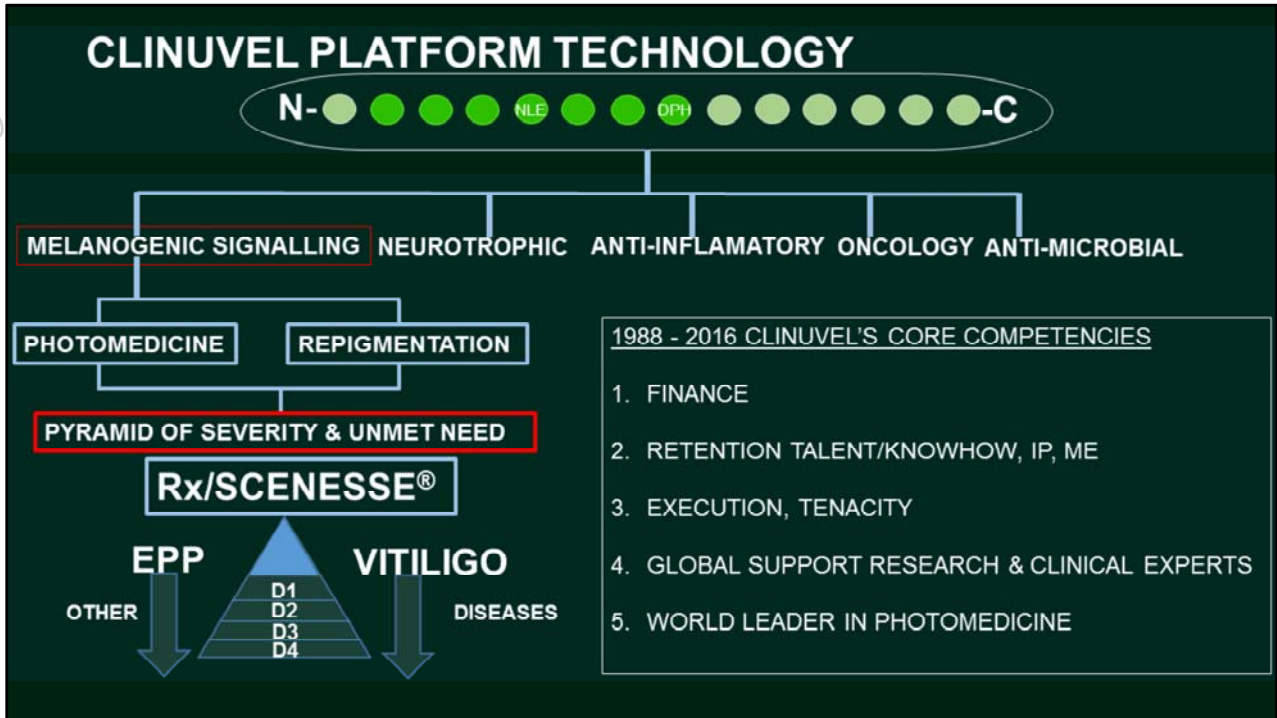 CLINUVEL PLATFORM TECHNOLOGY
N- NLE DPH -C
MELANOGENIC SIGNALLING NEUROTROPHIC ANTI-INFLAMATORY ONCOLOGY ANTI-MICROBIAL
PHOTOMEDICINE REPIGMENTATION
PYRAMID OF SEVERITY & UNMET NEED
Rx/SCENESSE®
EPP VITILIGO
OTHER DISEASES
D1
D2
D3
D4
1988 - 2016 CLINUVEL'S CORE COMPETENCIES
1. FINANCE
2. RETENTION TALENT/KNOWHOW, IP, ME
3. EXECUTION, TENACITY
4. GLOBAL SUPPORT RESEARCH & CLINICAL EXPERTS
5. WORLD LEADER IN PHOTOMEDICINE